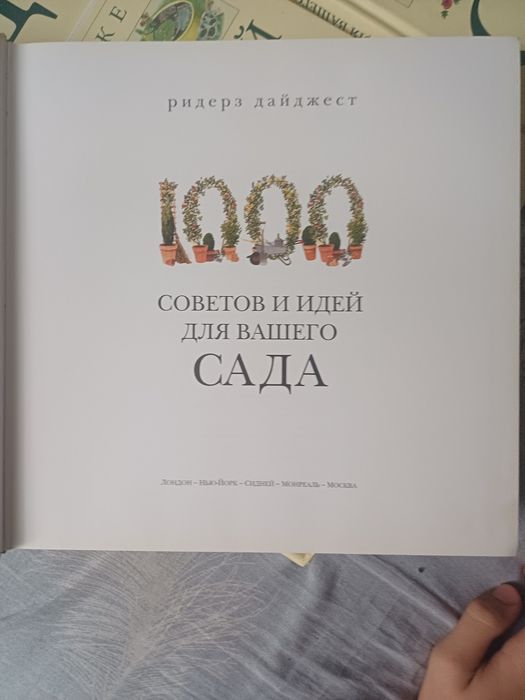 ридерз дайджест
1000
СОВЕТОВ И ИДЕЙ
ДЛЯ ВАШЕГО
САДА
ЛОНДОН – НЬЮ-ЙОРК – СИДНЕЙ – МОНРЕАЛЬ – МОСКВА